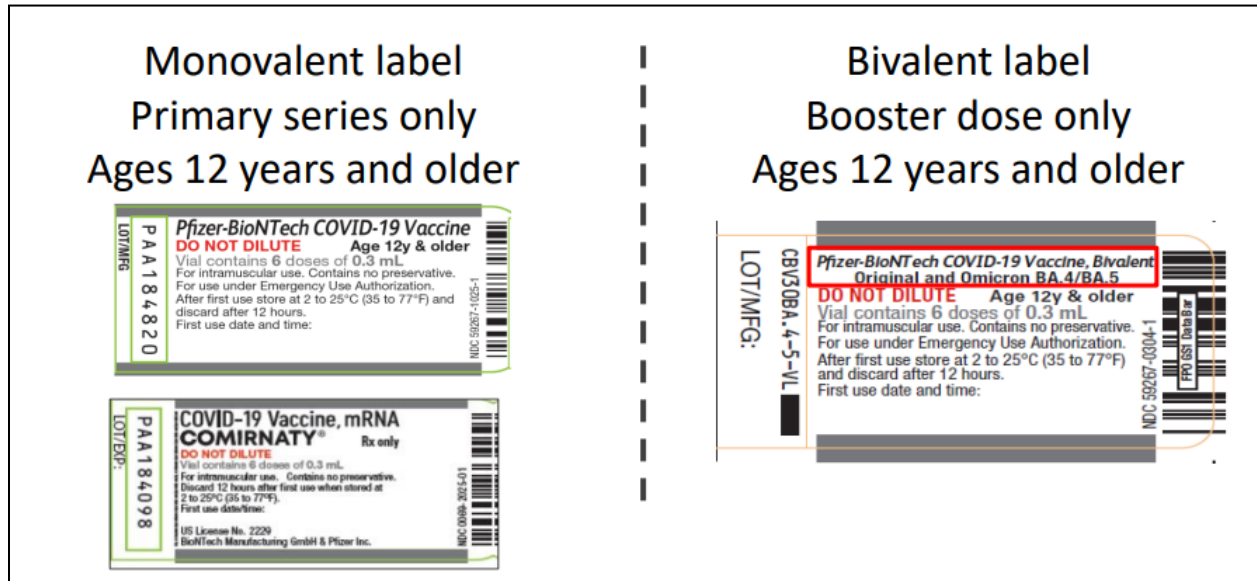 Monovalent label
Primary series only
Ages 12 years and older
LOT/MFG
PAA184820
Pfizer-BioNTech COVID-19 Vaccine
DO NOT DILUTE Age 12y & older
Vial contains 6 doses of 0.3 mL
For intramuscular use. Contains no preservative.
For use under Emergency Use Authorization.
After first use store at 2 to 25°C (35 to 77°F) and
discard after 12 hours.
First use date and time:
NDC 59267-1025-1
LOT/EXP:
PAA184098
COVID-19 Vaccine, mRNA
COMIRNATY® Rx only
DO NOT DILUTE
Vial contains 6 doses of 0.3 mL
For intramuscular use. Contains no preservative.
Discard 12 hours after first use when stored at
2 to 25°C (35 to 77°F).
First use date/time:
US License No. 2229
BioNTech Manufacturing GmbH & Pfizer Inc.
NDC 0069-2025-01
Bivalent label
Booster dose only
Ages 12 years and older
LOT/MFG:
CBV30BA.4-5-VL
Pfizer-BioNTech COVID-19 Vaccine, Bivalent
Original and Omicron BA.4/BA.5
DO NOT DILUTE Age 12y & older
Vial contains 6 doses of 0.3 mL
For intramuscular use. Contains no preservative.
For use under Emergency Use Authorization.
After first use store at 2 to 25°C (35 to 77°F)
and discard after 12 hours.
First use date and time:
NDC 59267-0304-1
FPO GS1 DataBar